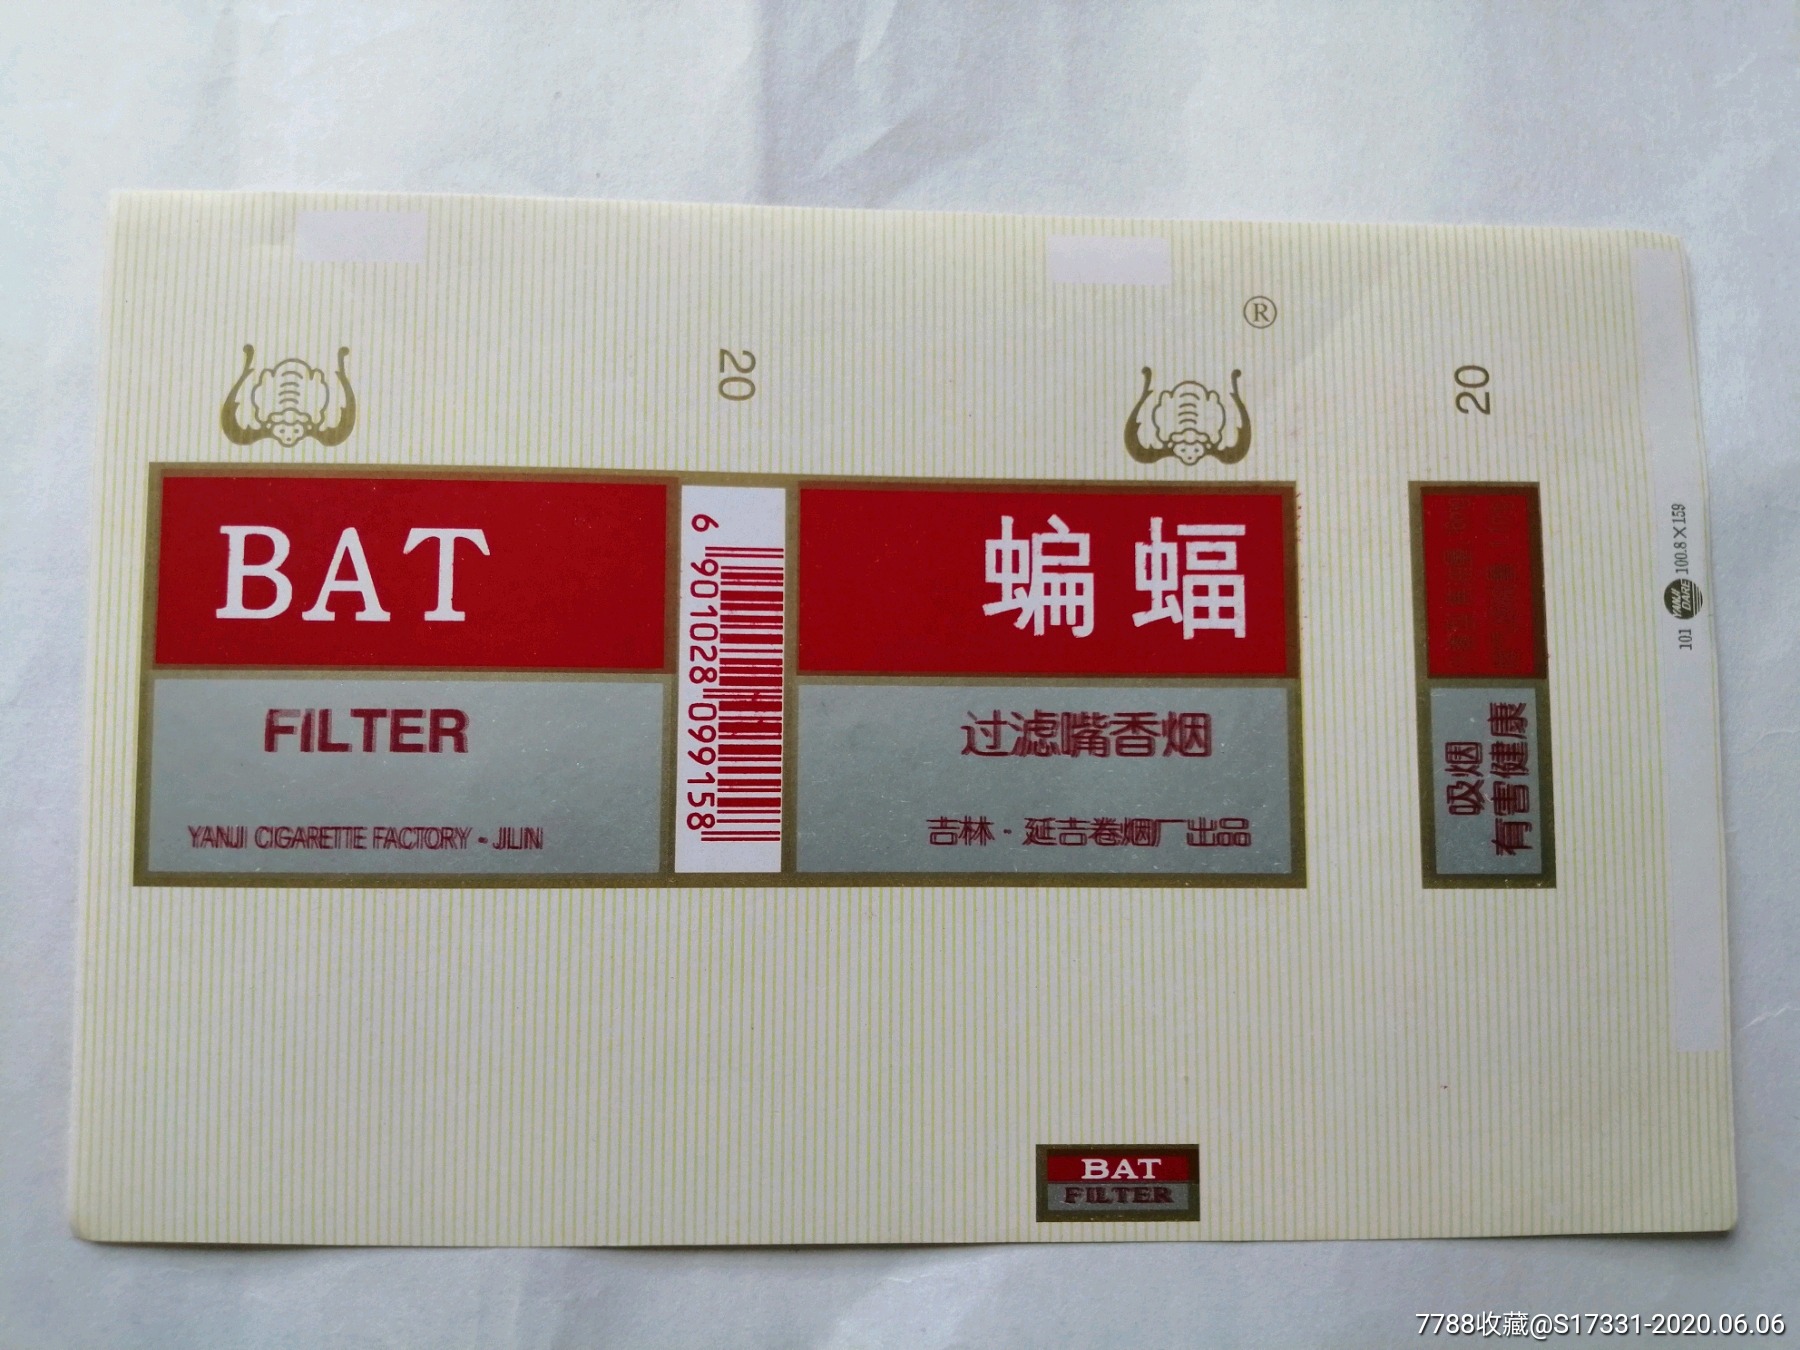 ®
20
20
BAT
蝙蝠
6 901028 099158
FILTER
过滤嘴香烟
YANJI CIGARETTE FACTORY - JILIN
吉林·延吉卷烟厂出品
吸烟
有害健康
101
YANJI
100.8×159
BAT
FILTER
7788收藏@S17331-2020.06.06